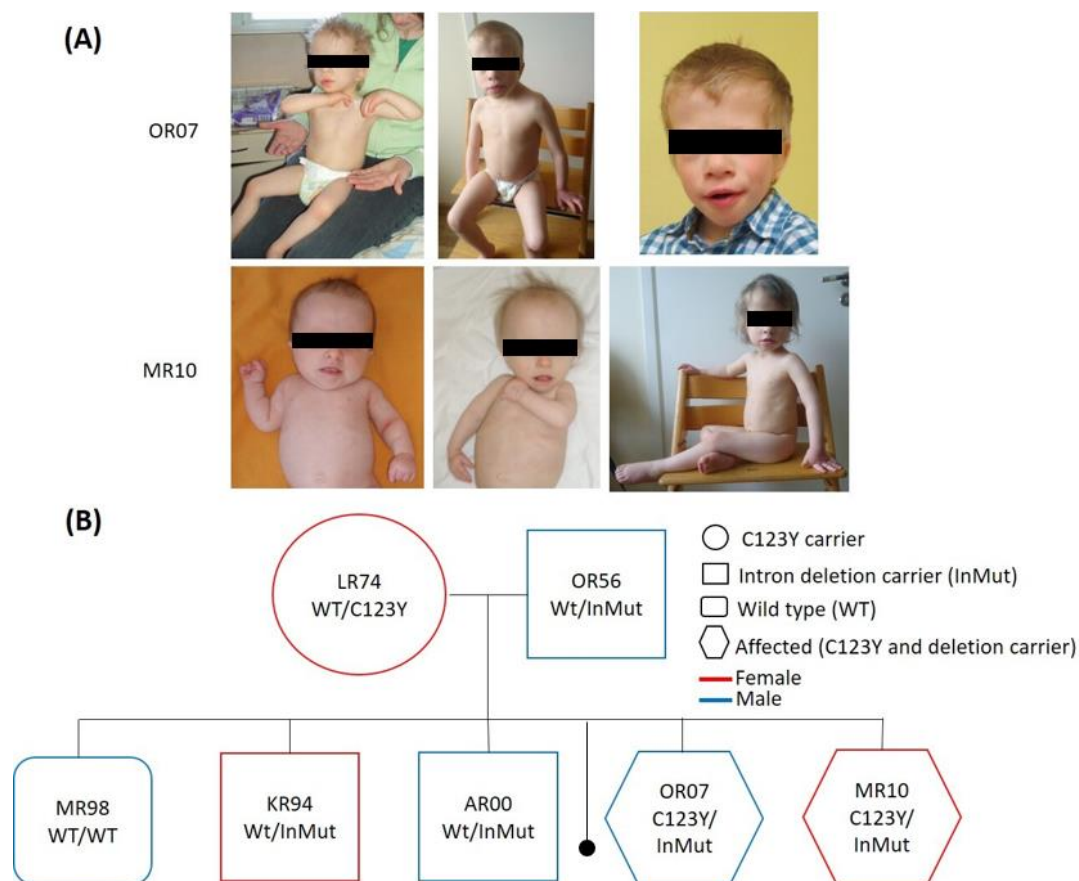 (A)
OR07
MR10
(B)
LR74
WT/C123Y
OR56
Wt/InMut
C123Y carrier
Intron deletion carrier (InMut)
Wild type (WT)
Affected (C123Y and deletion carrier)
Female
Male
MR98
WT/WT
KR94
Wt/InMut
AR00
Wt/InMut
OR07
C123Y/
InMut
MR10
C123Y/
InMut